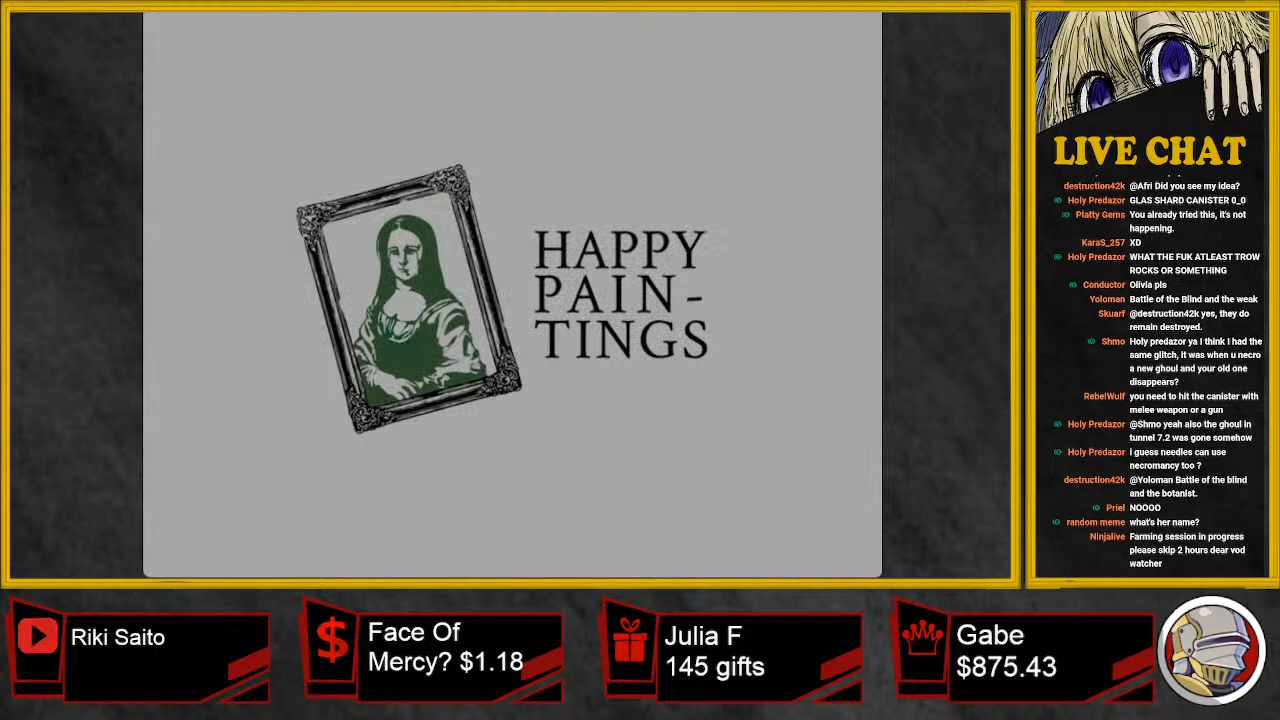 HAPPY
PAIN-
TINGS
LIVE CHAT
destruction42k @Afri Did you see my idea?
Holy Predazor GLAS SHARD CANISTER 0_0
Platty Gems You already tried this, it's not
happening.
KaraS_257 XD
Holy Predazor WHAT THE FUK ATLEAST TROW
ROCKS OR SOMETHING
Conductor Olivia pls
Yoloman Battle of the Blind and the weak
Skuarf @destruction42k yes, they do
remain destroyed.
Shmo Holy predazor ya I think I had the
same glitch, it was when u necro
a new ghoul and your old one
disappears?
RebelWulf you need to hit the canister with
melee weapon or a gun
Holy Predazor @Shmo yeah also the ghoul in
tunnel 7.2 was gone somehow
Holy Predazor i guess needles can use
necromancy too ?
destruction42k @Yoloman Battle of the blind
and the botanist.
Priel NOOOO
random meme what's her name?
Ninjalive Farming session in progress
please skip 2 hours dear vod
watcher
Riki Saito
Face Of
Mercy? $1.18
Julia F
145 gifts
Gabe
$875.43